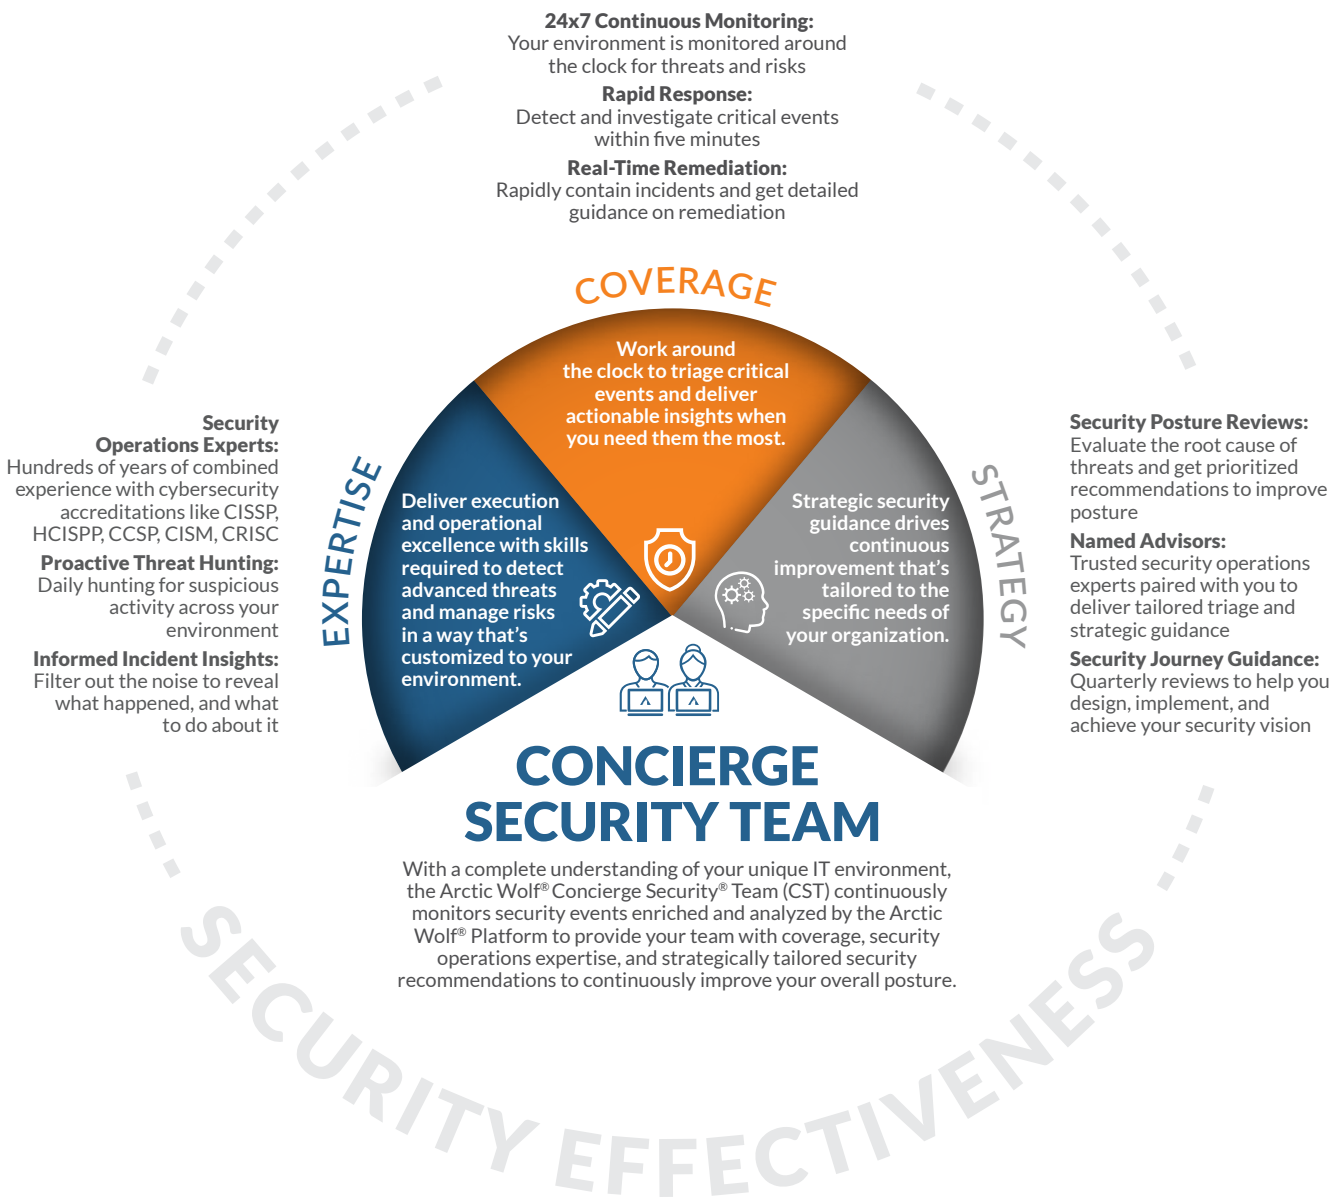 24x7 Continuous Monitoring:
Your environment is monitored around
the clock for threats and risks
Rapid Response:
Detect and investigate critical events
within five minutes
Real-Time Remediation:
Rapidly contain incidents and get detailed
guidance on remediation
COVERAGE
Work around
the clock to triage critical
events and deliver
actionable insights when
you need them the most.
Security
Operations Experts:
Hundreds of years of combined
experience with cybersecurity
accreditations like CISSP,
HCISPP, CCSP, CISM, CRISC
Proactive Threat Hunting:
Daily hunting for suspicious
activity across your
environment
Informed Incident Insights:
Filter out the noise to reveal
what happened, and what
to do about it
EXPERTISE
Deliver execution
and operational
excellence with skills
required to detect
advanced threats
and manage risks
in a way that's
customized to your
environment.
Strategic security
guidance drives
continuous
improvement that's
tailored to the
specific needs of
your organization.
STRATEGY
Security Posture Reviews:
Evaluate the root cause of
threats and get prioritized
recommendations to improve
posture
Named Advisors:
Trusted security operations
experts paired with you to
deliver tailored triage and
strategic guidance
Security Journey Guidance:
Quarterly reviews to help you
design, implement, and
achieve your security vision
CONCIERGE
SECURITY TEAM
With a complete understanding of your unique IT environment,
the Arctic Wolf® Concierge Security® Team (CST) continuously
monitors security events enriched and analyzed by the Arctic
Wolf® Platform to provide your team with coverage, security
operations expertise, and strategically tailored security
recommendations to continuously improve your overall posture.
SECURITY EFFECTIVENESS